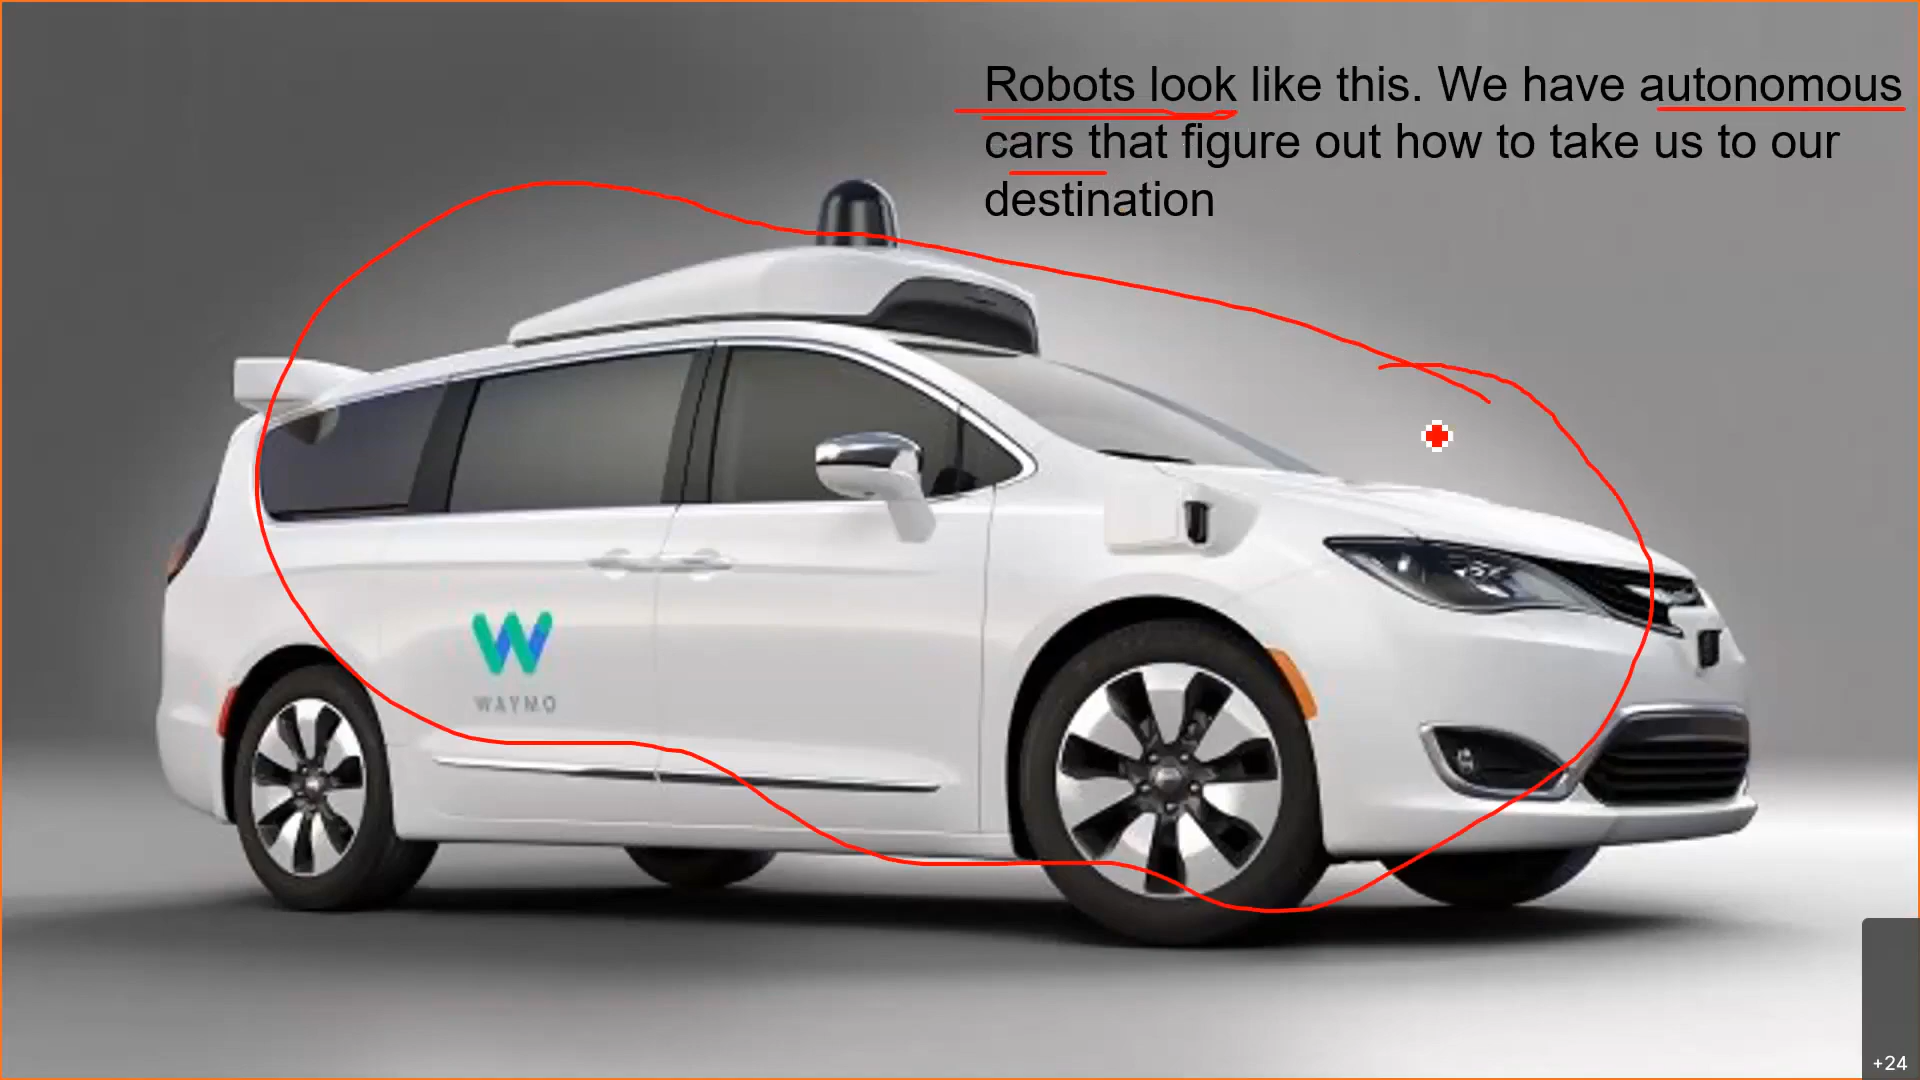 Robots look like this. We have autonomous
cars that figure out how to take us to our
destination
WAYMO
+24